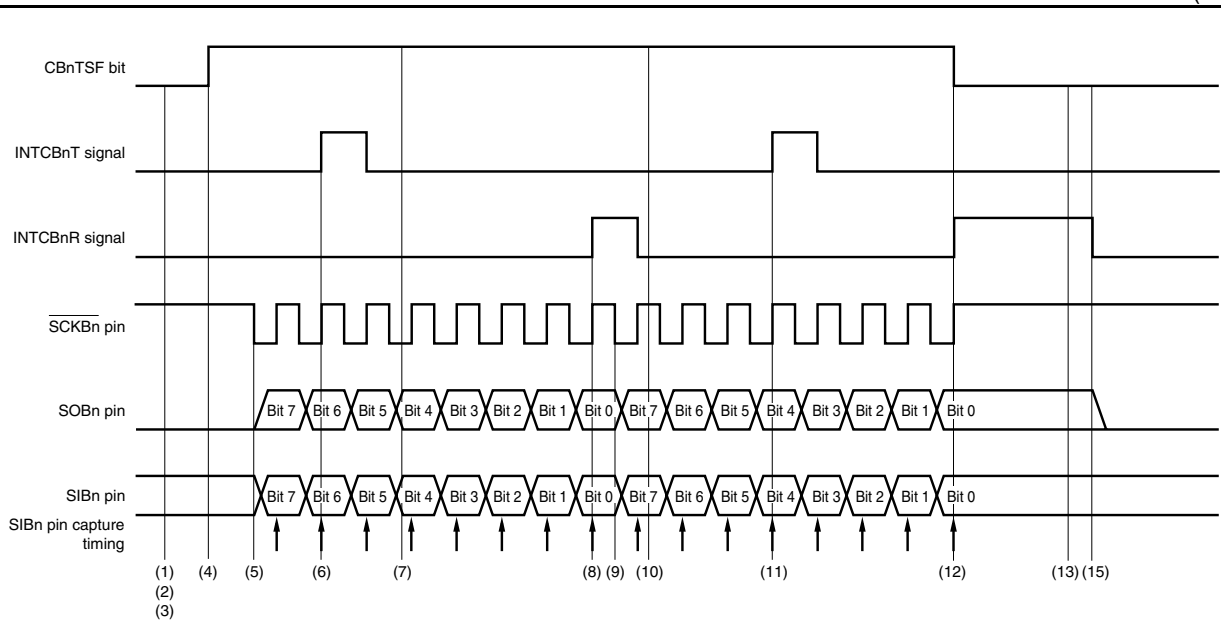 (
CBnTSF bit
INTCBnT signal
INTCBnR signal
SCKBn pin
SOBn pin
Bit 7 Bit 6 Bit 5 Bit 4 Bit 3 Bit 2 Bit 1 Bit 0 Bit 7 Bit 6 Bit 5 Bit 4 Bit 3 Bit 2 Bit 1 Bit 0
SIBn pin
Bit 7 Bit 6 Bit 5 Bit 4 Bit 3 Bit 2 Bit 1 Bit 0 Bit 7 Bit 6 Bit 5 Bit 4 Bit 3 Bit 2 Bit 1 Bit 0
SIBn pin capture
timing
(1) (4) (5) (6) (7) (8) (9) (10) (11) (12) (13) (15)
(2)
(3)